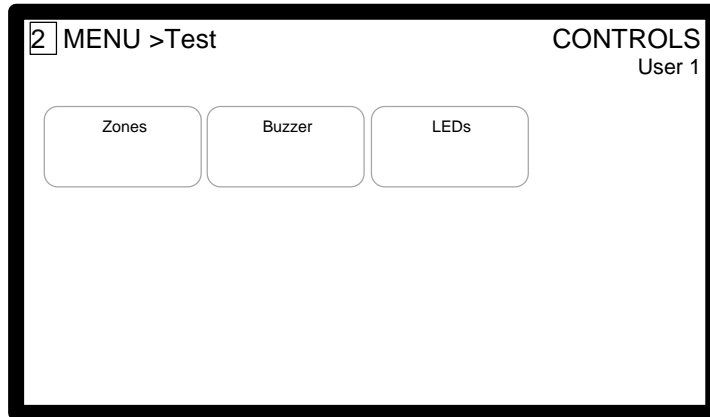 2 MENU >Test
CONTROLS
User 1
Zones
Buzzer
LEDs